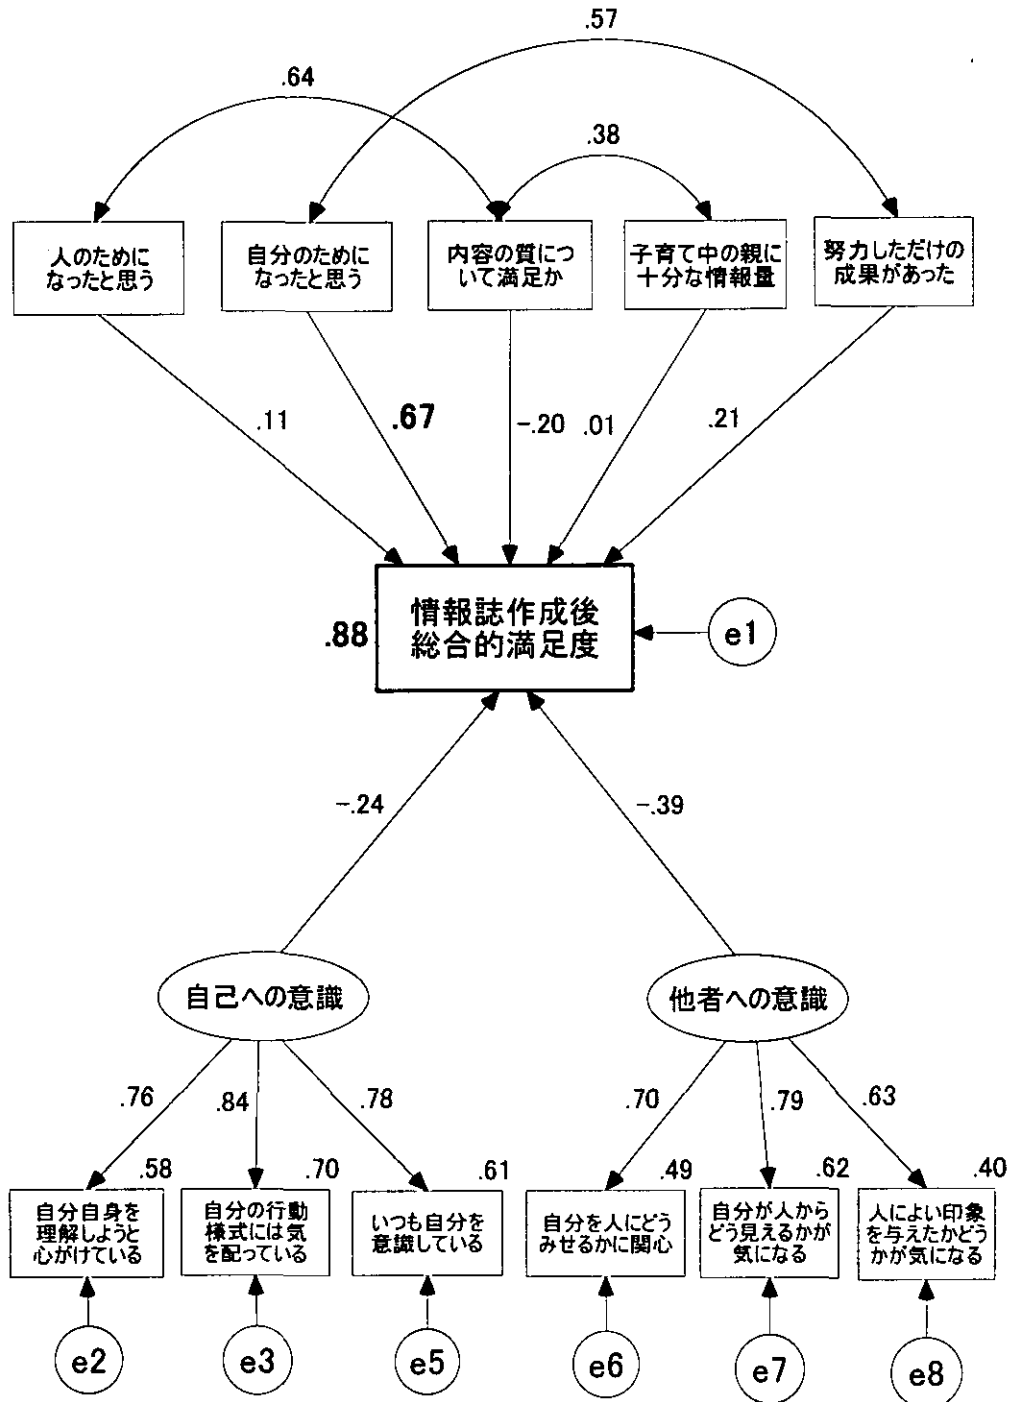 .57
.64
.38
人のために
なったと思う
自分のために
なったと思う
内容の質につ
いて満足か
子育て中の親に
十分な情報量
努力しただけの
成果があった
.11
.67
-.20
.01
.21
.88
情報誌作成後
総合的満足度
e1
-.24
-.39
自己への意識
他者への意識
.76
.84
.78
.70
.79
.63
.58
.70
.61
.49
.62
.40
自分自身を
理解しようと
心がけている
自分の行動
様式には気
を配っている
いつも自分を
意識している
自分を人にどう
みせるかに関心
自分が人から
どう見えるかが
気になる
人によい印象
を与えたかどう
かが気になる
e2
e3
e5
e6
e7
e8